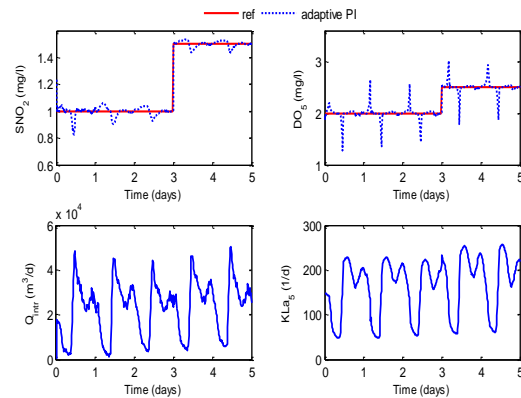 ref adaptive PI
SNO2 (mg/l)
1.4
1.2
1
0.8
0.6
0 1 2 3 4 5
Time (days)
DO5 (mg/l)
3
2
1
0 1 2 3 4 5
Time (days)
Qintr (m³/d)
x 10⁴
6
4
2
0
0 1 2 3 4 5
Time (days)
KLa5 (1/d)
300
200
100
0
0 1 2 3 4 5
Time (days)